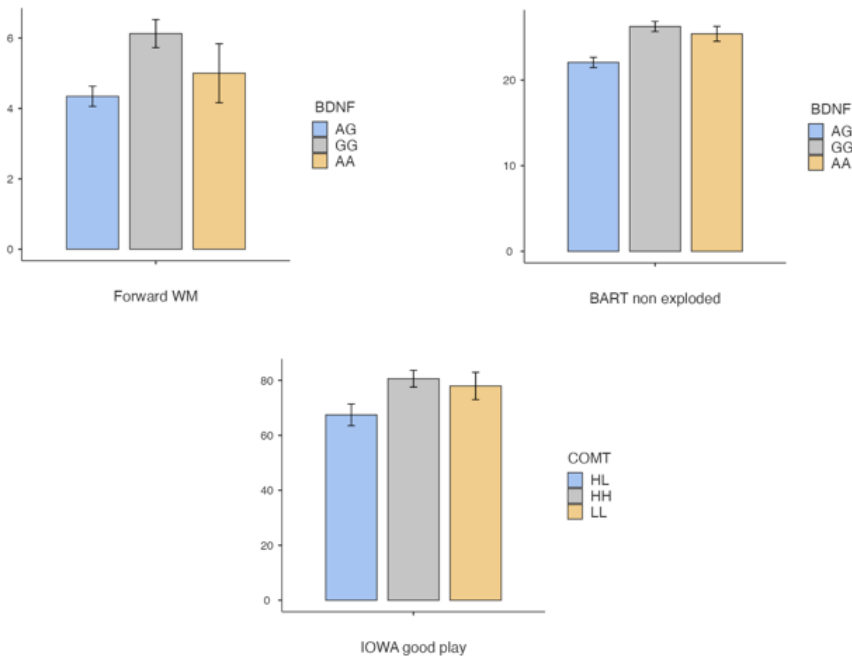 6
4
2
0
Forward WM
BDNF
AG
GG
AA
20
10
0
BART non exploded
BDNF
AG
GG
AA
80
60
40
20
0
IOWA good play
COMT
HL
HH
LL